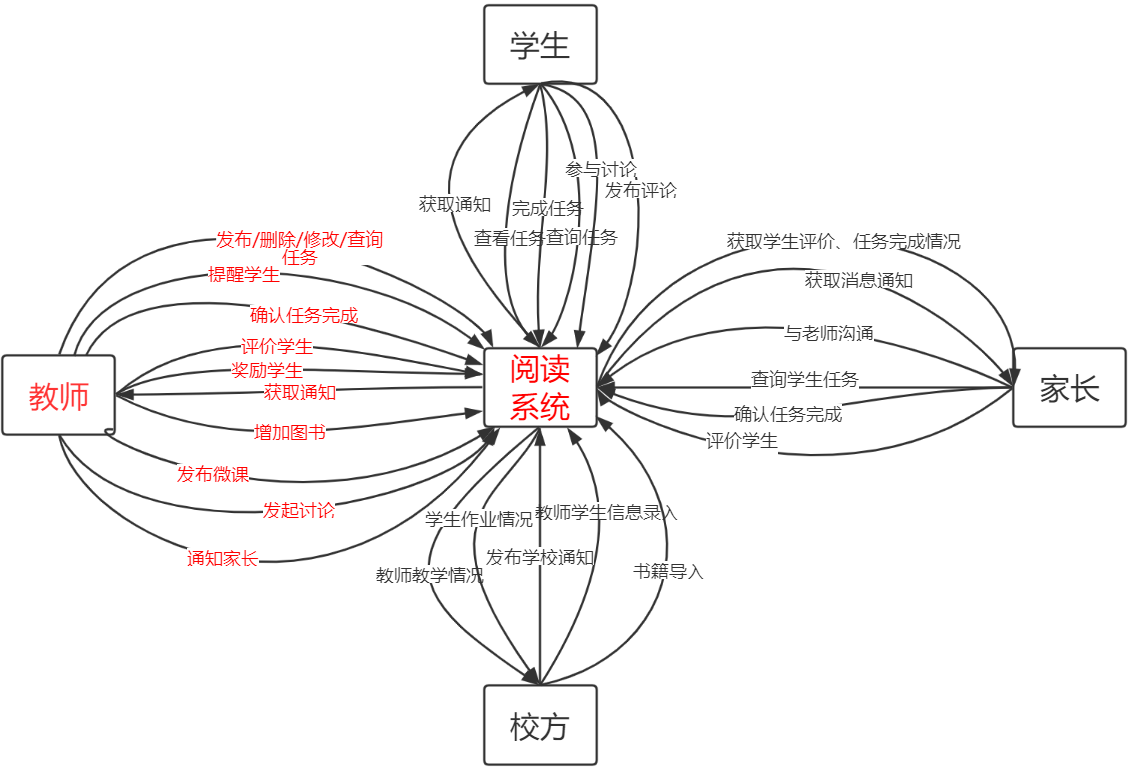 学生
参与讨论
发布评论
获取通知
完成任务
查看任务
查询任务
发布/删除/修改/查询
任务
提醒学生
确认任务完成
评价学生
奖励学生
获取通知
增加图书
发布微课
发起讨论
通知家长
教师
阅读
系统
获取学生评价、任务完成情况
获取消息通知
与老师沟通
查询学生任务
确认任务完成
评价学生
家长
学生作业情况
教师学生信息录入
发布学校通知
教师教学情况
书籍导入
校方